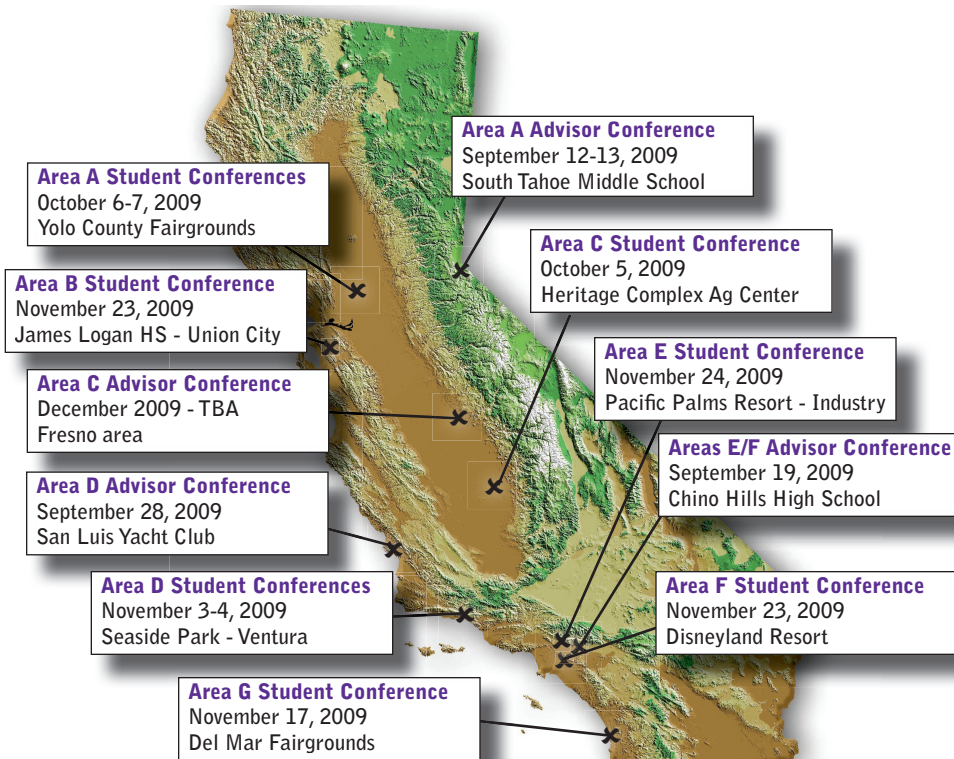 Area A Advisor Conference
September 12-13, 2009
South Tahoe Middle School
Area A Student Conferences
October 6-7, 2009
Yolo County Fairgrounds
Area C Student Conference
October 5, 2009
Heritage Complex Ag Center
Area B Student Conference
November 23, 2009
James Logan HS - Union City
Area E Student Conference
November 24, 2009
Pacific Palms Resort - Industry
Area C Advisor Conference
December 2009 - TBA
Fresno area
Areas E/F Advisor Conference
September 19, 2009
Chino Hills High School
Area D Advisor Conference
September 28, 2009
San Luis Yacht Club
Area D Student Conferences
November 3-4, 2009
Seaside Park - Ventura
Area F Student Conference
November 23, 2009
Disneyland Resort
Area G Student Conference
November 17, 2009
Del Mar Fairgrounds